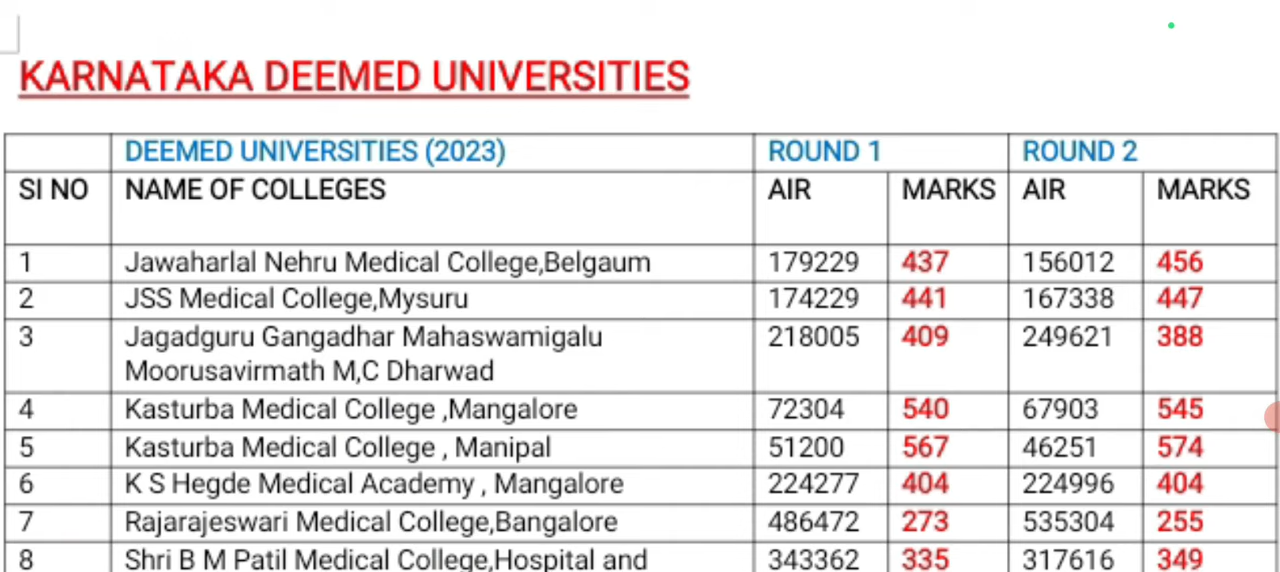 KARNATAKA DEEMED UNIVERSITIES
DEEMED UNIVERSITIES (2023) ROUND 1 ROUND 2
SI NO NAME OF COLLEGES AIR MARKS AIR MARKS
1 Jawaharlal Nehru Medical College,Belgaum 179229 437 156012 456
2 JSS Medical College,Mysuru 174229 441 167338 447
3 Jagadguru Gangadhar Mahaswamigalu 218005 409 249621 388
Moorusavirmath M,C Dharwad
4 Kasturba Medical College ,Mangalore 72304 540 67903 545
5 Kasturba Medical College , Manipal 51200 567 46251 574
6 K S Hegde Medical Academy , Mangalore 224277 404 224996 404
7 Rajarajeswari Medical College,Bangalore 486472 273 535304 255
8 Shri B M Patil Medical College,Hospital and 343362 335 317616 349